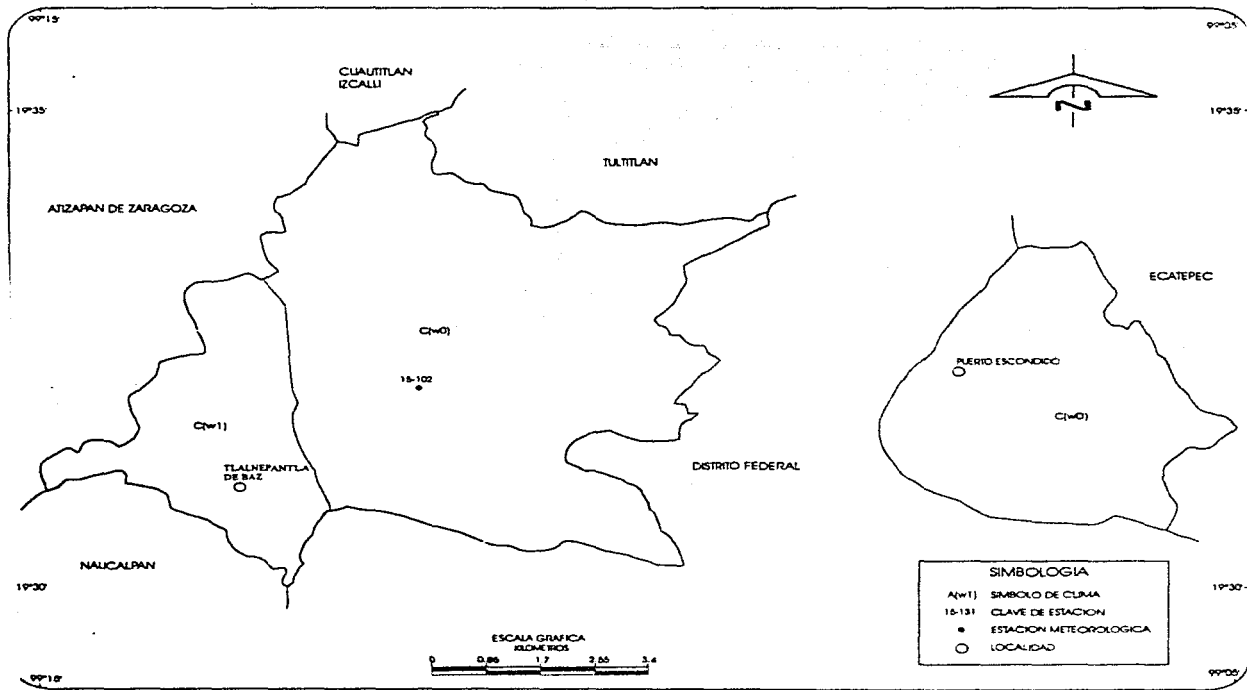 99°15'
99°05'
19°35'
19°35'
CUAUTITLAN
IZCALLI
TULTITLAN
ATIZAPAN DE ZARAGOZA
N
ECATEPEC
C(w0)
PUERTO ESCONDIDO
15-102
C(w0)
C(w1)
TLALNEPANTLA
DE BAZ
DISTRITO FEDERAL
NAUCALPAN
19°30'
19°30'
SIMBOLOGIA
A(w1) SIMBOLO DE CLIMA
15-131 CLAVE DE ESTACION
ESTACION METEOROLOGICA
LOCALIDAD
ESCALA GRAFICA
KILOMETROS
0 0.85 1.7 2.55 3.4
99°15'
99°05'